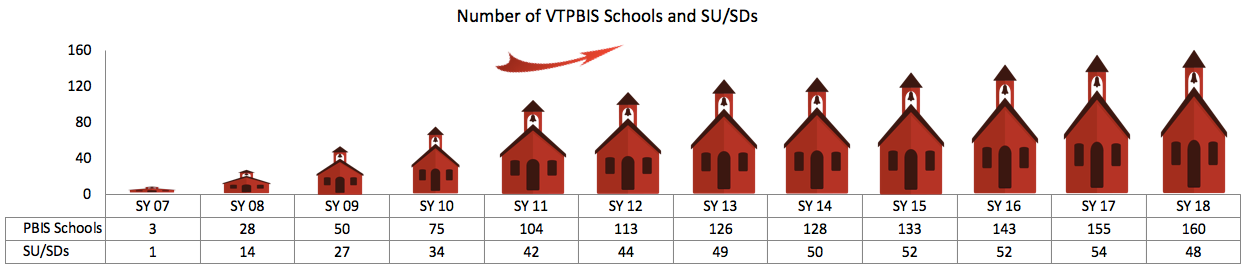 Number of VTPBIS Schools and SU/SDs
160
120
80
40
0
SY 07 SY 08 SY 09 SY 10 SY 11 SY 12 SY 13 SY 14 SY 15 SY 16 SY 17 SY 18
PBIS Schools 3 28 50 75 104 113 126 128 133 143 155 160
SU/SDs 1 14 27 34 42 44 49 50 52 52 54 48